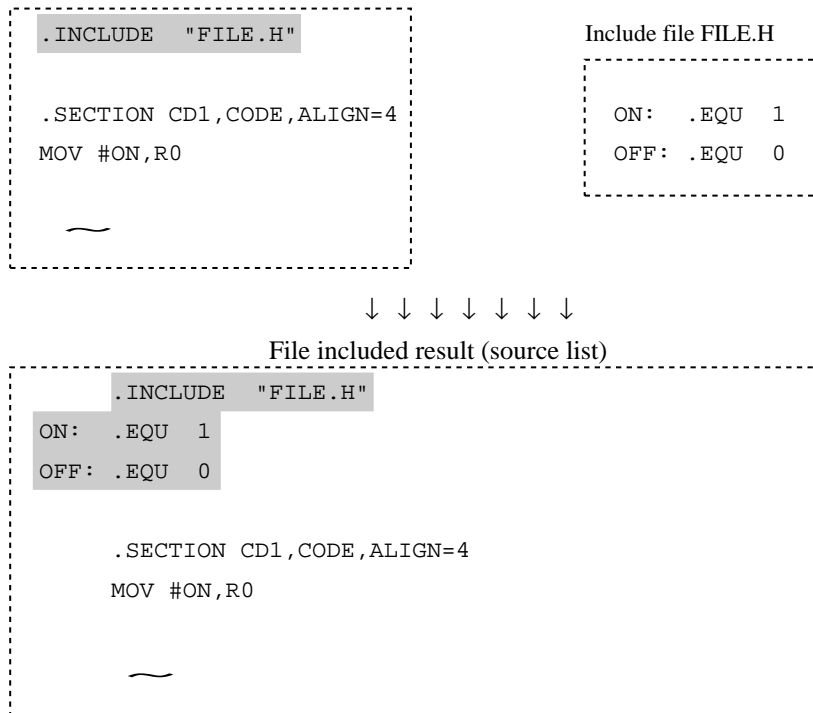 .INCLUDE "FILE.H"
.SECTION CD1,CODE,ALIGN=4
MOV #ON,R0
~
Include file FILE.H
ON: .EQU 1
OFF: .EQU 0
↓ ↓ ↓ ↓ ↓ ↓ ↓
File included result (source list)
.INCLUDE "FILE.H"
ON: .EQU 1
OFF: .EQU 0
.SECTION CD1,CODE,ALIGN=4
MOV #ON,R0
~